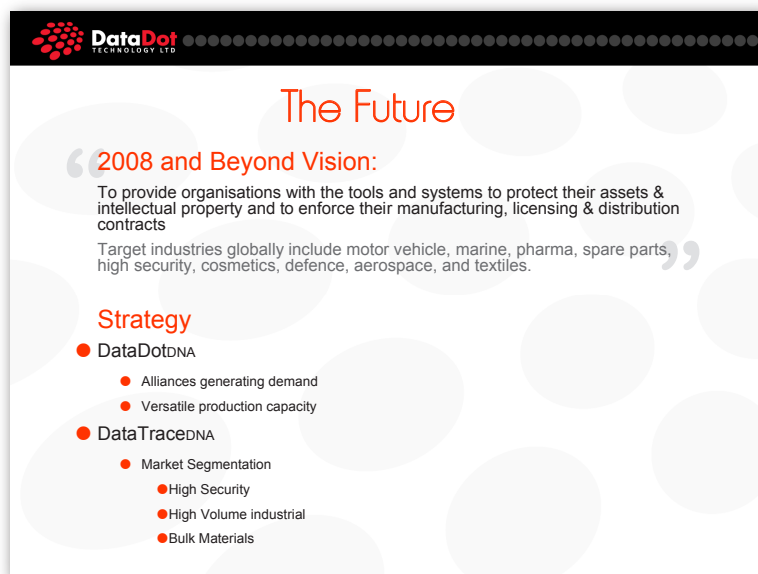 DataDot
TECHNOLOGY LTD
The Future
“2008 and Beyond Vision:
To provide organisations with the tools and systems to protect their assets &
intellectual property and to enforce their manufacturing, licensing & distribution
contracts
Target industries globally include motor vehicle, marine, pharma, spare parts,
high security, cosmetics, defence, aerospace, and textiles.”
Strategy
● DataDotDNA
● Alliances generating demand
● Versatile production capacity
● DataTraceDNA
● Market Segmentation
●High Security
●High Volume industrial
●Bulk Materials